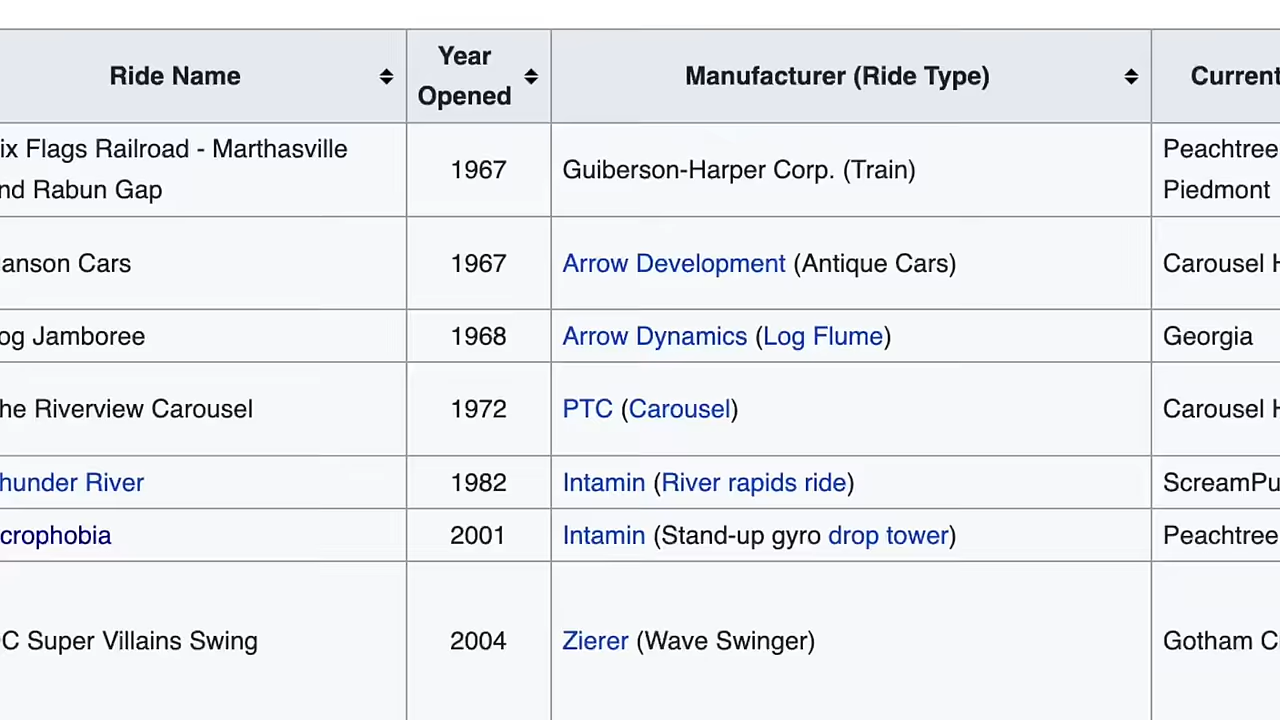 Ride Name
Year
Opened
Manufacturer (Ride Type)
Current
ix Flags Railroad - Marthasville
nd Rabun Gap
1967
Guiberson-Harper Corp. (Train)
Peachtree
Piedmont
anson Cars
1967
Arrow Development (Antique Cars)
Carousel H
og Jamboree
1968
Arrow Dynamics (Log Flume)
Georgia
he Riverview Carousel
1972
PTC (Carousel)
Carousel H
hunder River
1982
Intamin (River rapids ride)
ScreamPu
crophobia
2001
Intamin (Stand-up gyro drop tower)
Peachtree
C Super Villains Swing
2004
Zierer (Wave Swinger)
Gotham C